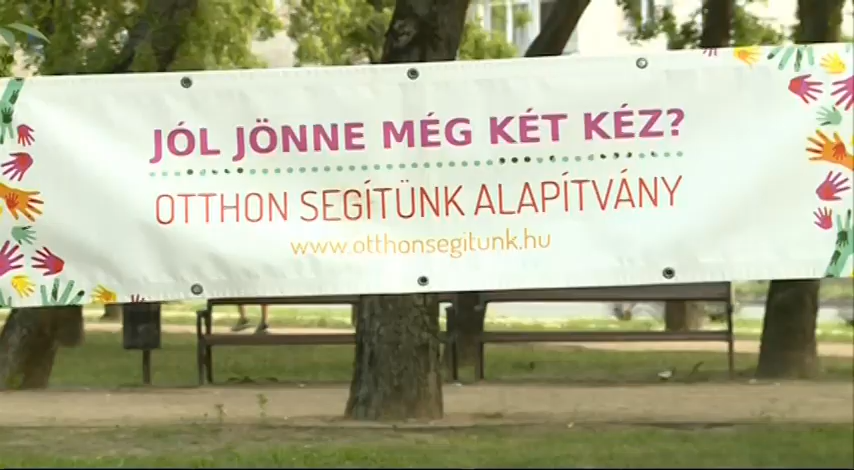 JÓL JÖNNE MÉG KÉT KÉZ?
OTTHON SEGÍTÜNK ALAPÍTVÁNY
www.otthonsegitunk.hu